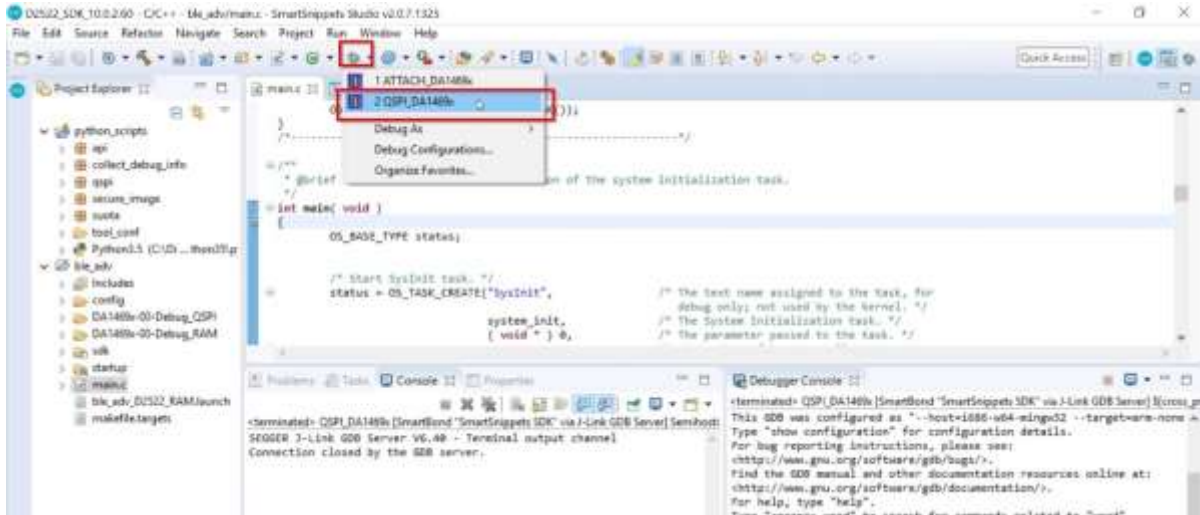 D2522_SDK_10.0.2.60 - C/C++ - ble_adv/main.c - SmartSnippets Studio v2.0.7.1325
File Edit Source Refactor Navigate Search Project Run Window Help
Quick Access
Project Explorer
python_scripts
api
collect_debug_info
qspi
secure_image
suota
tool_conf
Python3.5
ble_adv
Includes
config
DA1469x-00-Debug_QSPI
DA1469x-00-Debug_RAM
sdk
startup
main.c
ble_adv_D2522_RAM.launch
makefile.targets
main.c
1 ATTACH_DA1469x
2 QSPI_DA1469x
Debug As
Debug Configurations...
Organize Favorites...
}
/*
*/
/**
* @brief on of the system initialization task.
*/
int main( void )
{
OS_BASE_TYPE status;
/* Start SysInit task. */
status = OS_TASK_CREATE("SysInit", /* The text name assigned to the task, for
debug only; not used by the kernel. */
system_init, /* The System Initialization task. */
( void * ) 0, /* The parameter passed to the task. */
Problems Tasks Console Properties
<terminated> QSPI_DA1469x [SmartBond "SmartSnippets SDK" via J-Link GDB Server] Semihosti
SEGGER J-Link GDB Server V6.40 - Terminal output channel
Connection closed by the GDB server.
Debugger Console
<terminated> QSPI_DA1469x [SmartBond "SmartSnippets SDK" via J-Link GDB Server]
This GDB was configured as "--host=i686-w64-mingw32 --target=arm-none
Type "show configuration" for configuration details.
For bug reporting instructions, please see:
<http://www.gnu.org/software/gdb/bugs/>.
Find the GDB manual and other documentation resources online at:
<http://www.gnu.org/software/gdb/documentation/>.
For help, type "help".